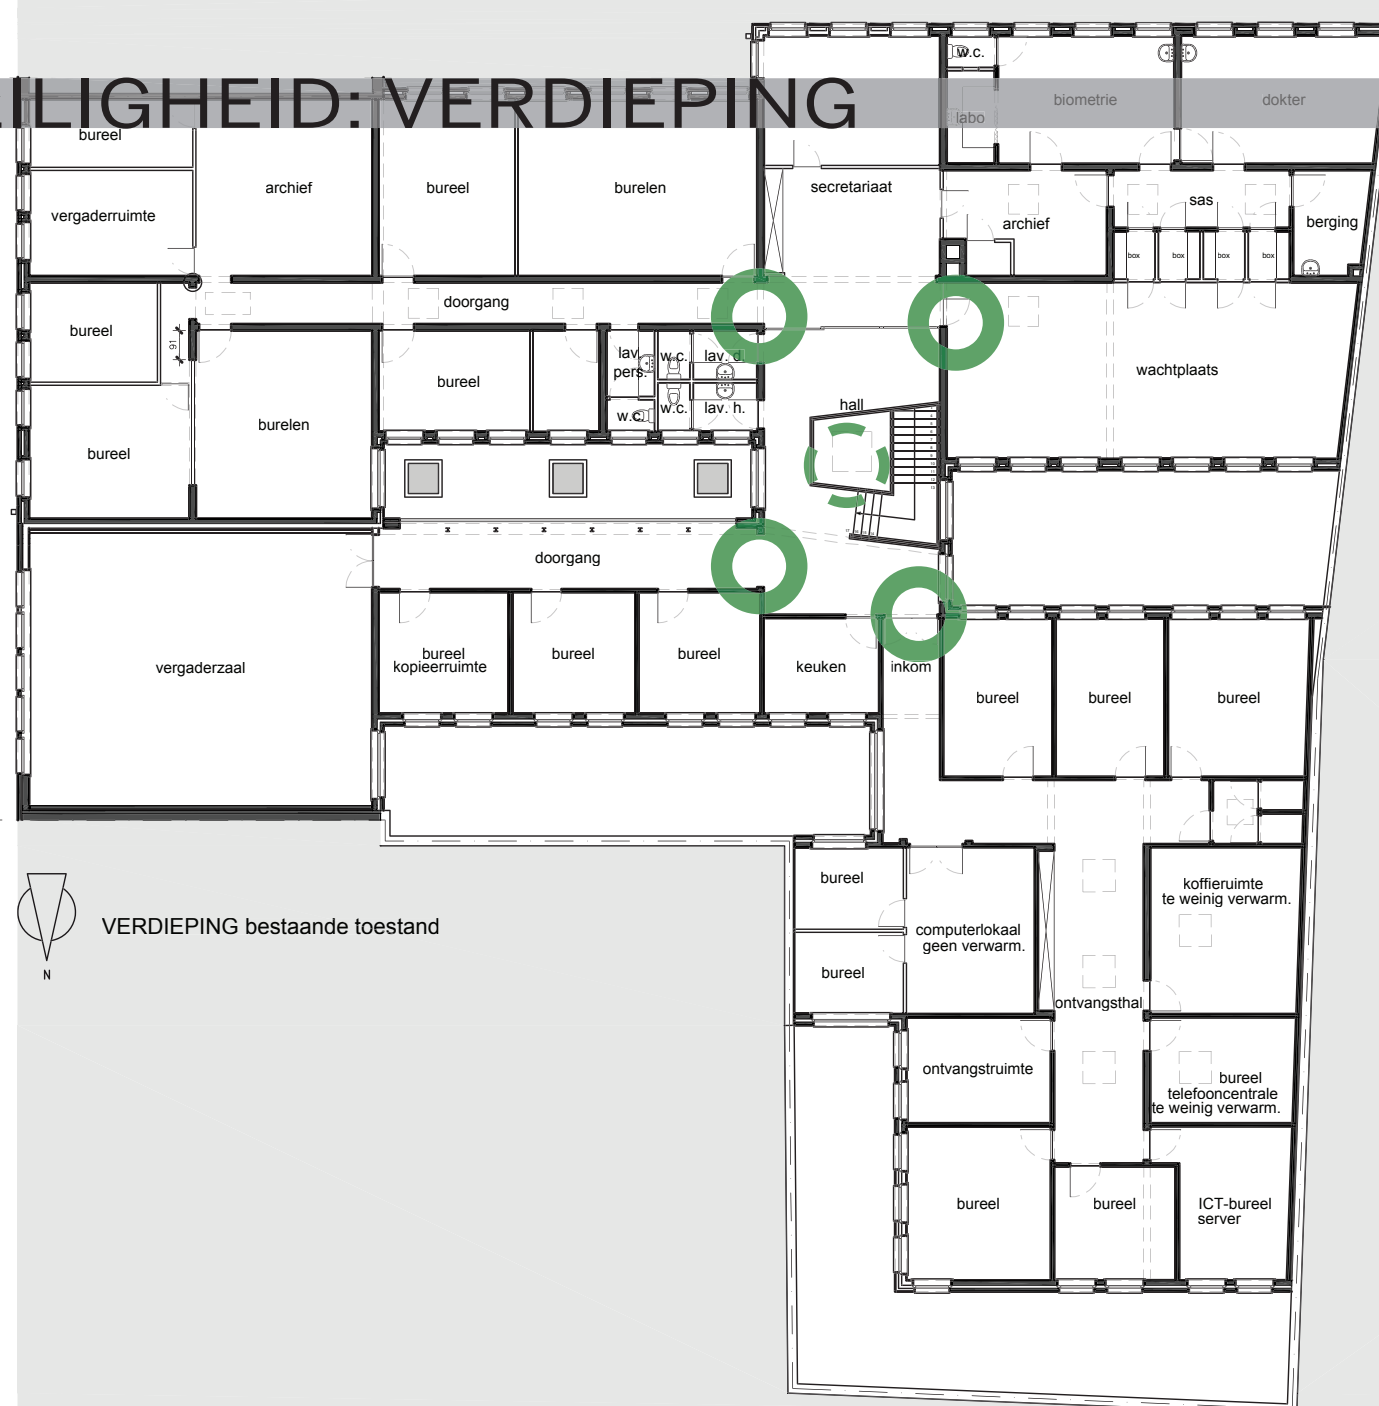 EILIGHEID: VERDIEPING
w.c.
biometrie
dokter
labo
bureel
archief
bureel
burelen
secretariaat
vergaderruimte
archief
sas
berging
box
box
box
box
doorgang
bureel
91
bureel
lav.
pers.
w.c.
lav. d.
w.c.
w.c.
lav. h.
hall
wachtplaats
burelen
bureel
doorgang
vergaderzaal
bureel
kopieerruimte
bureel
bureel
keuken
inkom
bureel
bureel
bureel
bureel
koffieruimte
te weinig verwarm.
computerlokaal
geen verwarm.
bureel
ontvangsthal
ontvangstruimte
bureel
telefooncentrale
te weinig verwarm.
bureel
bureel
ICT-bureel
server
N
VERDIEPING bestaande toestand